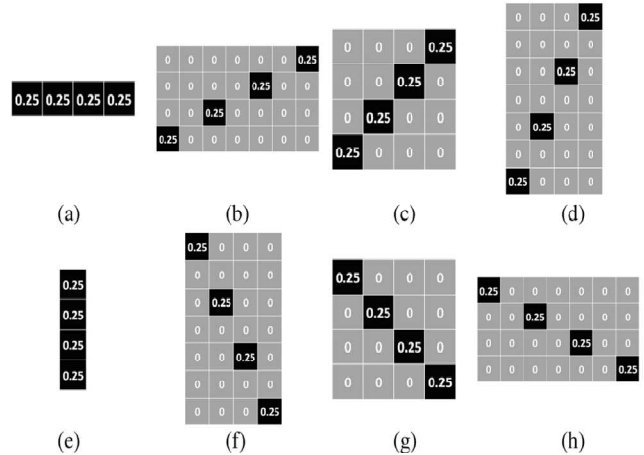 0.25 0.25 0.25 0.25
(a)
0 0 0 0 0 0 0.25
0 0 0 0 0.25 0 0
0 0 0.25 0 0 0 0
0.25 0 0 0 0 0 0
(b)
0 0 0 0.25
0 0 0.25 0
0 0.25 0 0
0.25 0 0 0
(c)
0 0 0 0.25
0 0 0 0
0 0 0.25 0
0 0 0 0
0 0.25 0 0
0 0 0 0
0.25 0 0 0
(d)
0.25
0.25
0.25
0.25
(e)
0.25 0 0 0
0 0 0 0
0 0.25 0 0
0 0 0 0
0 0 0.25 0
0 0 0 0
0 0 0 0.25
(f)
0.25 0 0 0
0 0.25 0 0
0 0 0.25 0
0 0 0 0.25
(g)
0.25 0 0 0 0 0 0
0 0 0.25 0 0 0 0
0 0 0 0 0.25 0 0
0 0 0 0 0 0 0.25
(h)